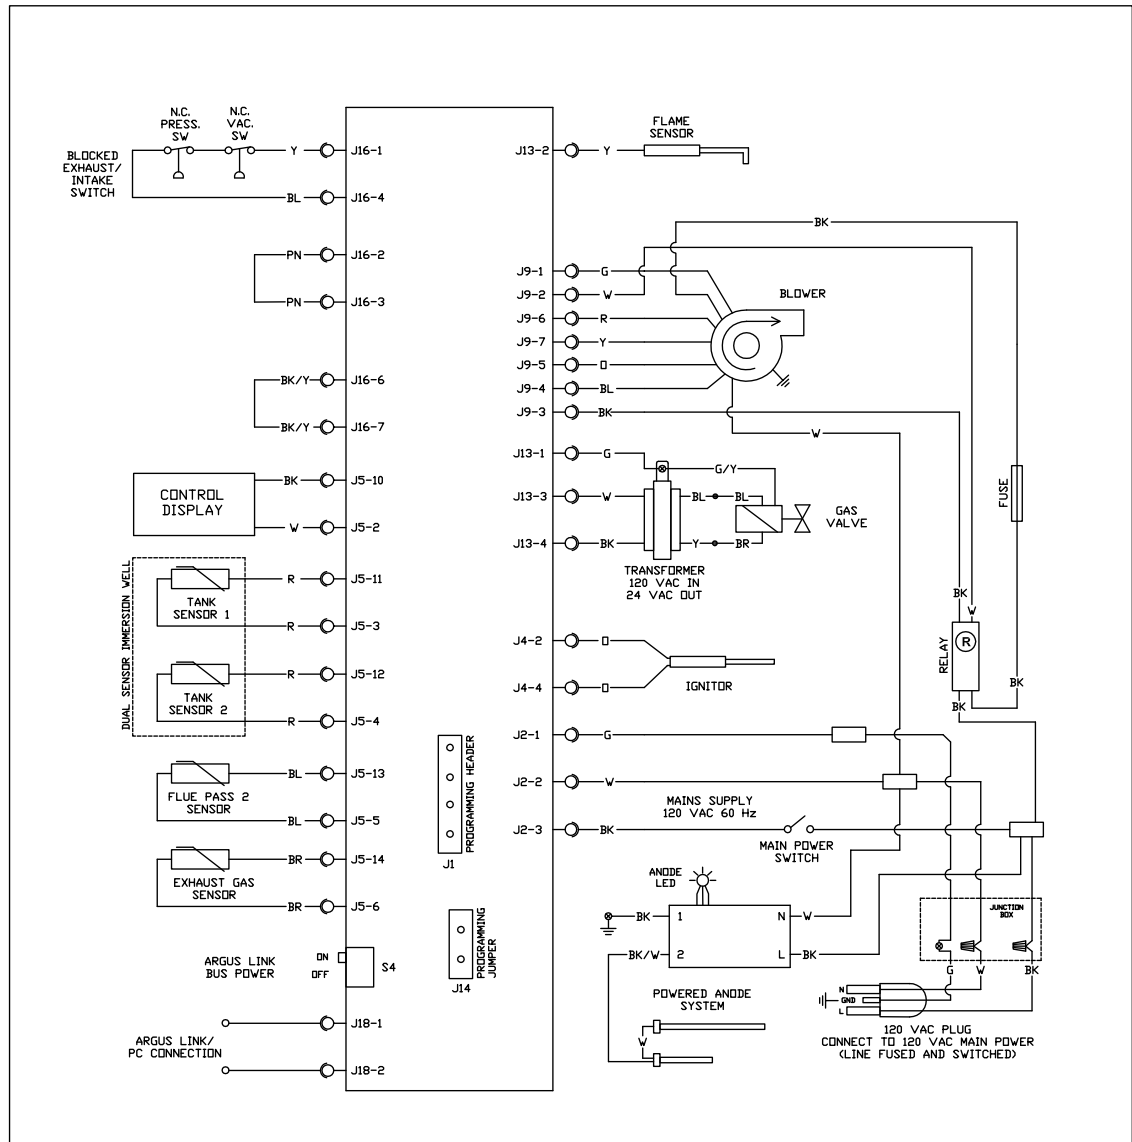 N.C.
PRESS.
SW
N.C.
VAC.
SW
BLOCKED
EXHAUST/
INTAKE
SWITCH
Y
J16-1
BL
J16-4
PN
J16-2
PN
J16-3
BK/Y
J16-6
BK/Y
J16-7
CONTROL
DISPLAY
BK
J5-10
W
J5-2
DUAL SENSOR IMMERSION WELL
TANK
SENSOR 1
R
J5-11
R
J5-3
TANK
SENSOR 2
R
J5-12
R
J5-4
FLUE PASS 2
SENSOR
BL
J5-13
BL
J5-5
EXHAUST GAS
SENSOR
BR
J5-14
BR
J5-6
ARGUS LINK
BUS POWER
ON
OFF
S4
ARGUS LINK/
PC CONNECTION
J18-1
J18-2
PROGRAMMING HEADER
J1
PROGRAMMING
JUMPER
J14
J13-2
Y
FLAME
SENSOR
BK
J9-1
G
J9-2
W
J9-6
R
J9-7
Y
J9-5
O
J9-4
BL
J9-3
BK
BLOWER
W
J13-1
G
G/Y
J13-3
W
BL
BL
J13-4
BK
Y
BR
GAS
VALVE
TRANSFORMER
120 VAC IN
24 VAC OUT
FUSE
BK
W
RELAY
R
BK
BK
J4-2
O
J4-4
O
IGNITOR
J2-1
G
J2-2
W
J2-3
BK
MAINS SUPPLY
120 VAC 60 Hz
MAIN POWER
SWITCH
ANODE
LED
BK
1
N
W
BK/W
2
L
BK
POWERED ANODE
SYSTEM
W
JUNCTION
BOX
G
W
BK
N
GND
L
120 VAC PLUG
CONNECT TO 120 VAC MAIN POWER
(LINE FUSED AND SWITCHED)